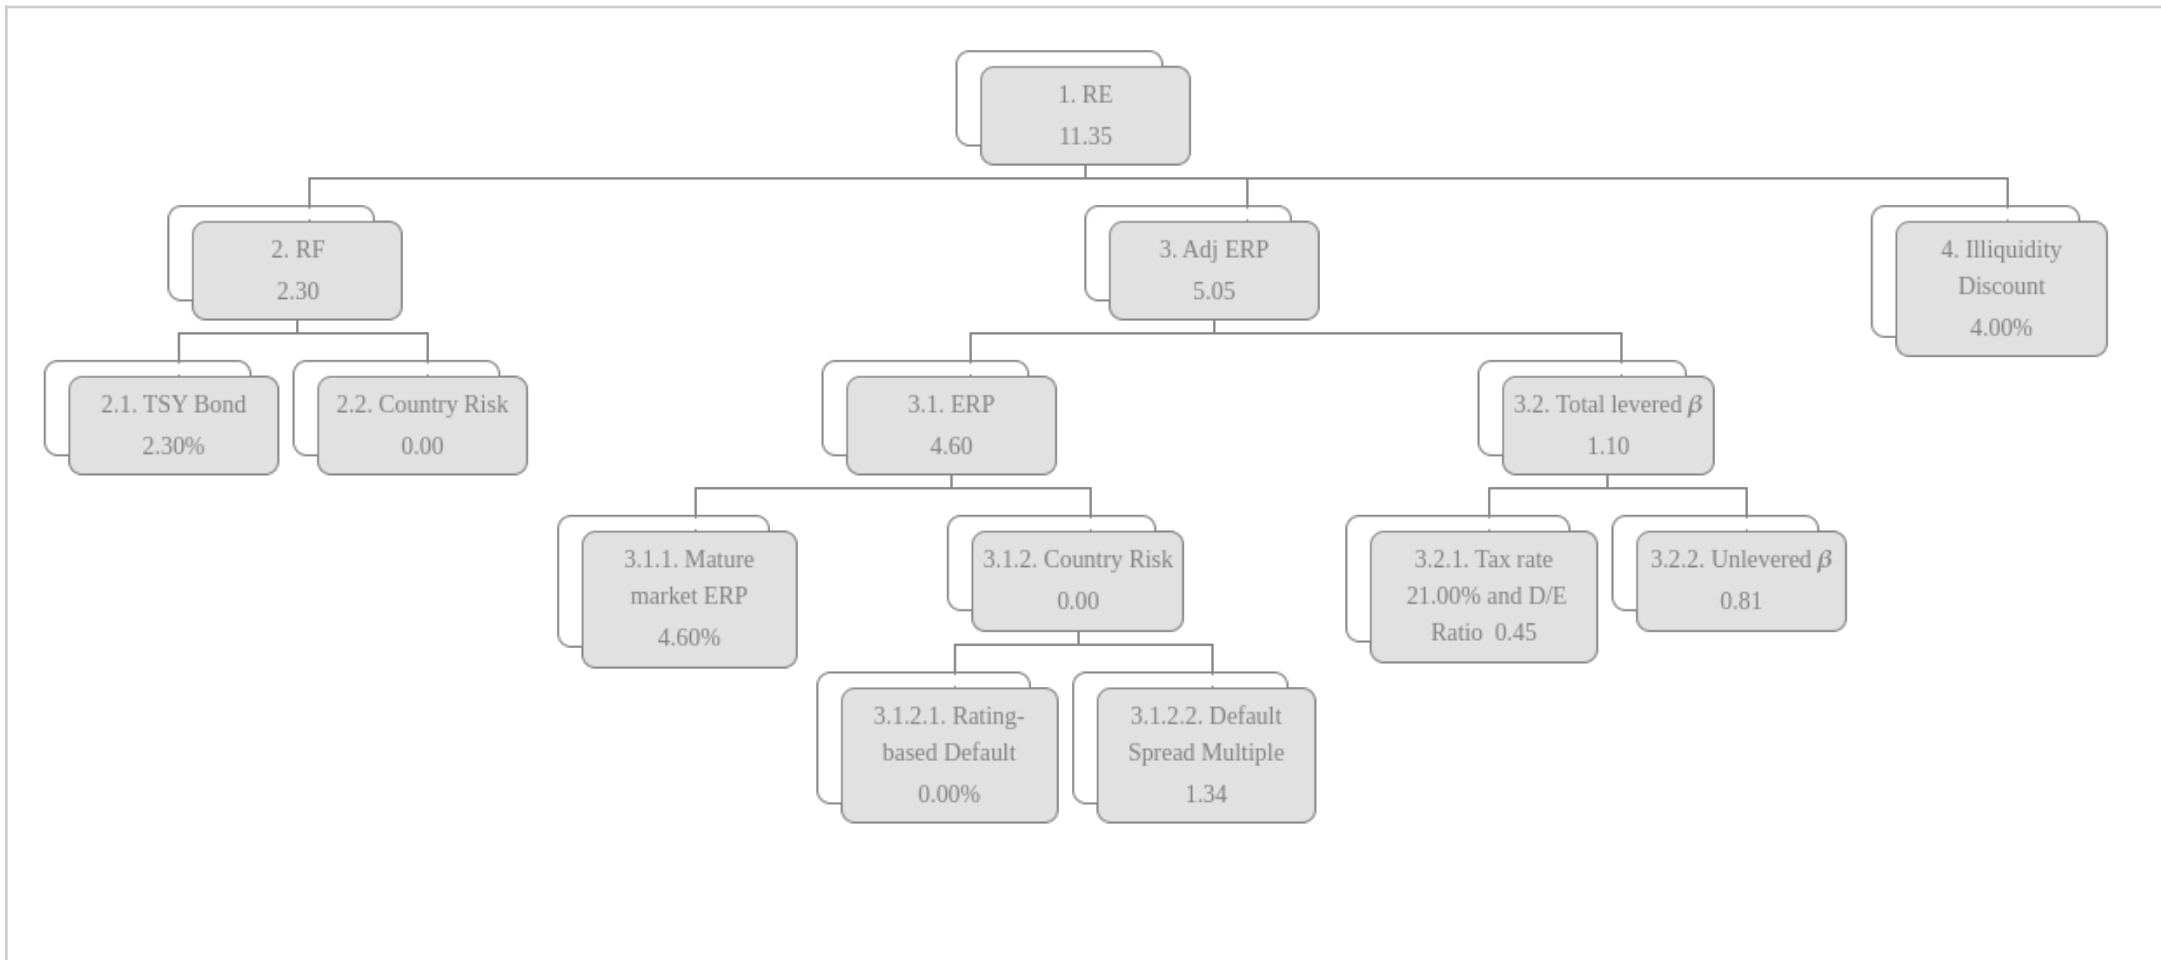 1. RE
11.35
2. RF
2.30
3. Adj ERP
5.05
4. Illiquidity
Discount
4.00%
2.1. TSY Bond
2.30%
2.2. Country Risk
0.00
3.1. ERP
4.60
3.2. Total levered β
1.10
3.1.1. Mature
market ERP
4.60%
3.1.2. Country Risk
0.00
3.2.1. Tax rate
21.00% and D/E
Ratio  0.45
3.2.2. Unlevered β
0.81
3.1.2.1. Rating-
based Default
0.00%
3.1.2.2. Default
Spread Multiple
1.34